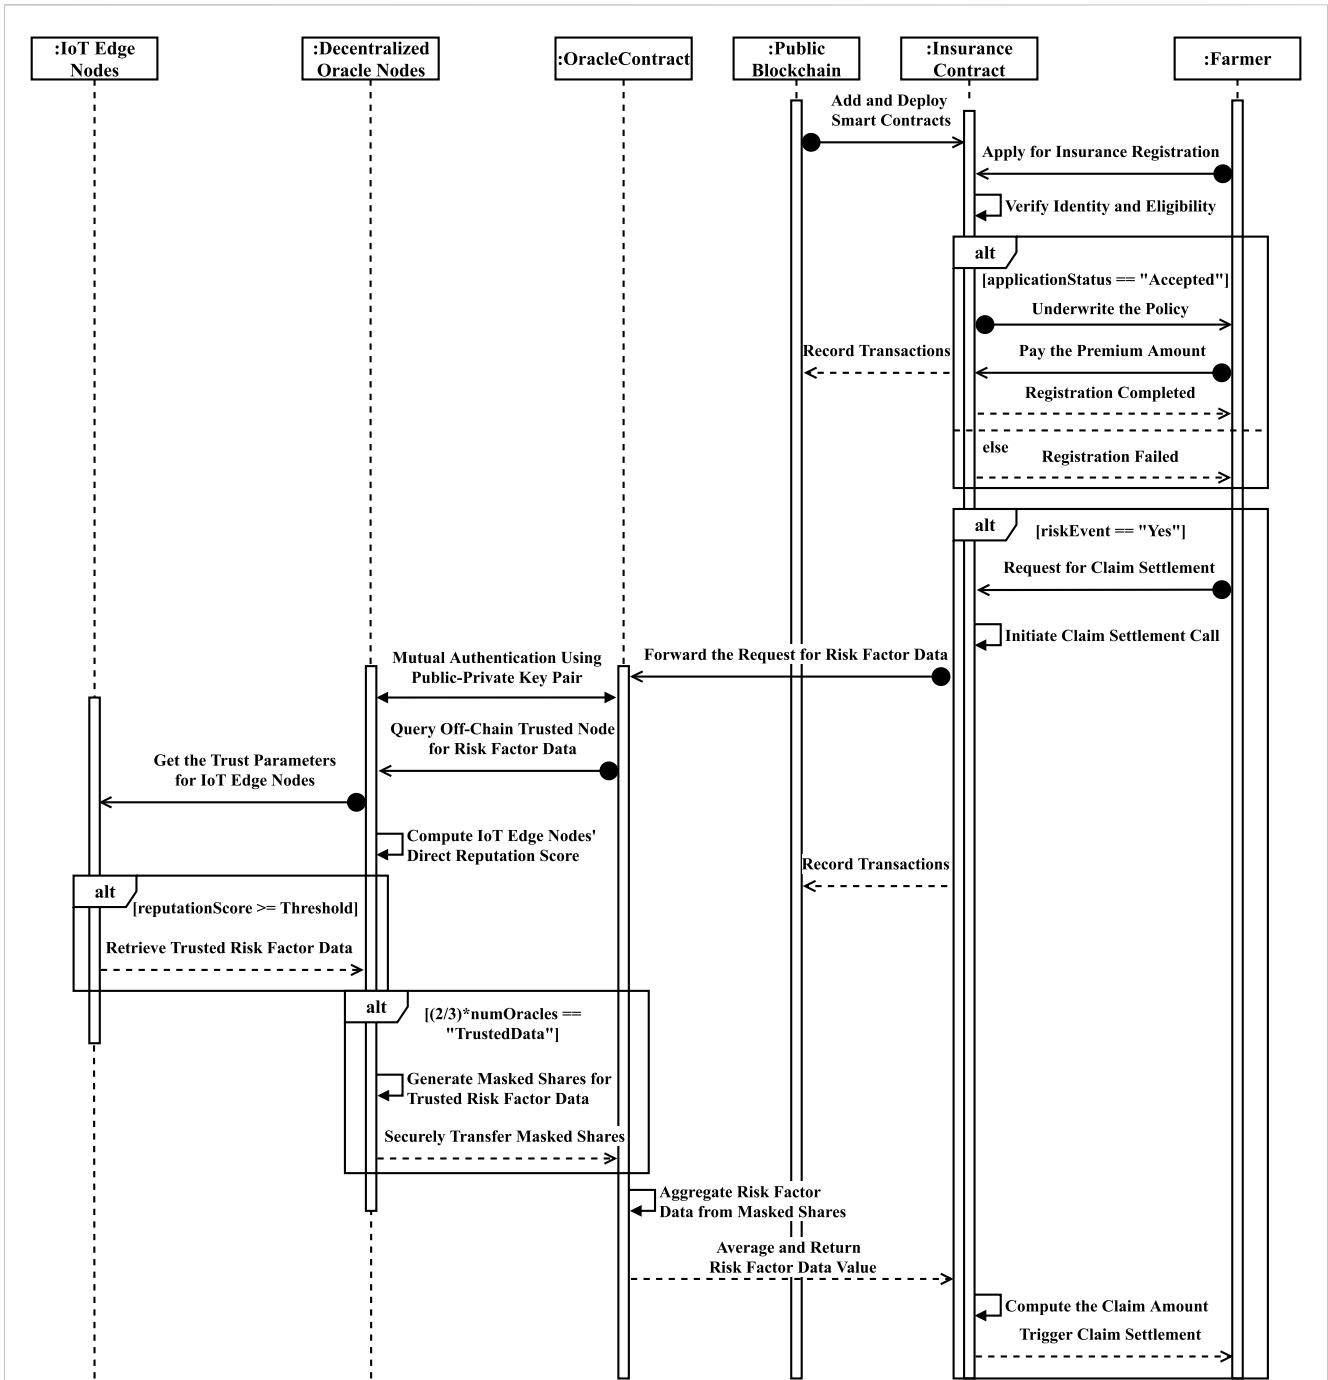 :IoT Edge
Nodes
:Decentralized
Oracle Nodes
:OracleContract
:Public
Blockchain
:Insurance
Contract
:Farmer
Add and Deploy
Smart Contracts
Apply for Insurance Registration
Verify Identity and Eligibility
alt
[applicationStatus == "Accepted"]
Underwrite the Policy
Record Transactions
Pay the Premium Amount
Registration Completed
else
Registration Failed
alt
[riskEvent == "Yes"]
Request for Claim Settlement
Initiate Claim Settlement Call
Forward the Request for Risk Factor Data
Mutual Authentication Using
Public-Private Key Pair
Query Off-Chain Trusted Node
for Risk Factor Data
Get the Trust Parameters
for IoT Edge Nodes
Compute IoT Edge Nodes'
Direct Reputation Score
Record Transactions
alt
[reputationScore >= Threshold]
Retrieve Trusted Risk Factor Data
alt
[(2/3)*numOracles ==
"TrustedData"]
Generate Masked Shares for
Trusted Risk Factor Data
Securely Transfer Masked Shares
Aggregate Risk Factor
Data from Masked Shares
Average and Return
Risk Factor Data Value
Compute the Claim Amount
Trigger Claim Settlement